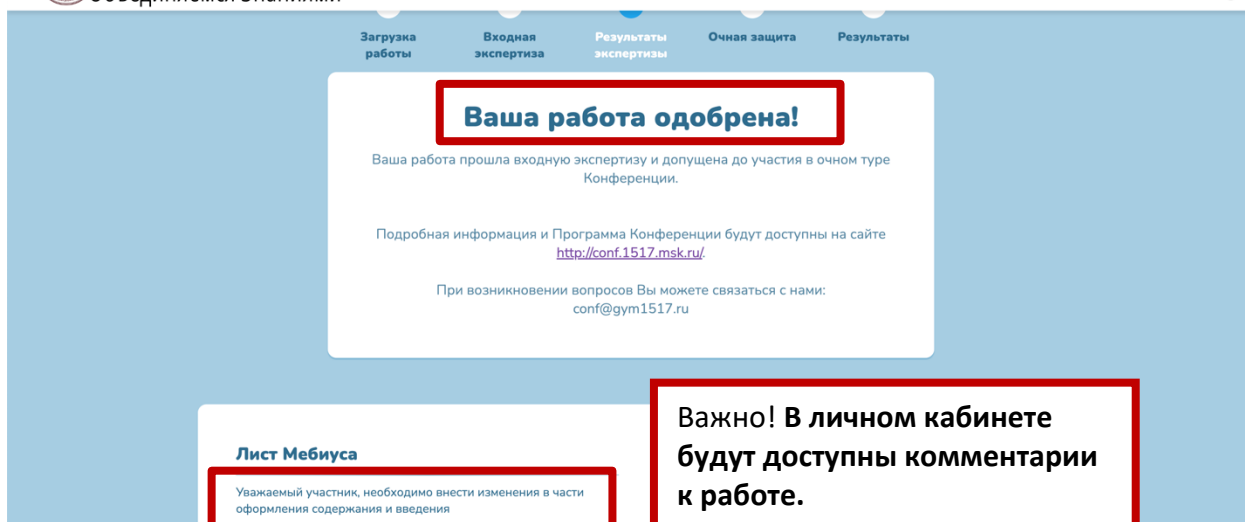 Загрузка работы
Входная экспертиза
Результаты экспертизы
Очная защита
Результаты
Ваша работа одобрена!
Ваша работа прошла входную экспертизу и допущена до участия в очном туре
Конференции.
Подробная информация и Программа Конференции будут доступны на сайте
http://conf.1517.msk.ru/.
При возникновении вопросов Вы можете связаться с нами:
conf@gym1517.ru
Важно! В личном кабинете
будут доступны комментарии
к работе.
Лист Мебиуса
Уважаемый участник, необходимо внести изменения в части
оформления содержания и введения